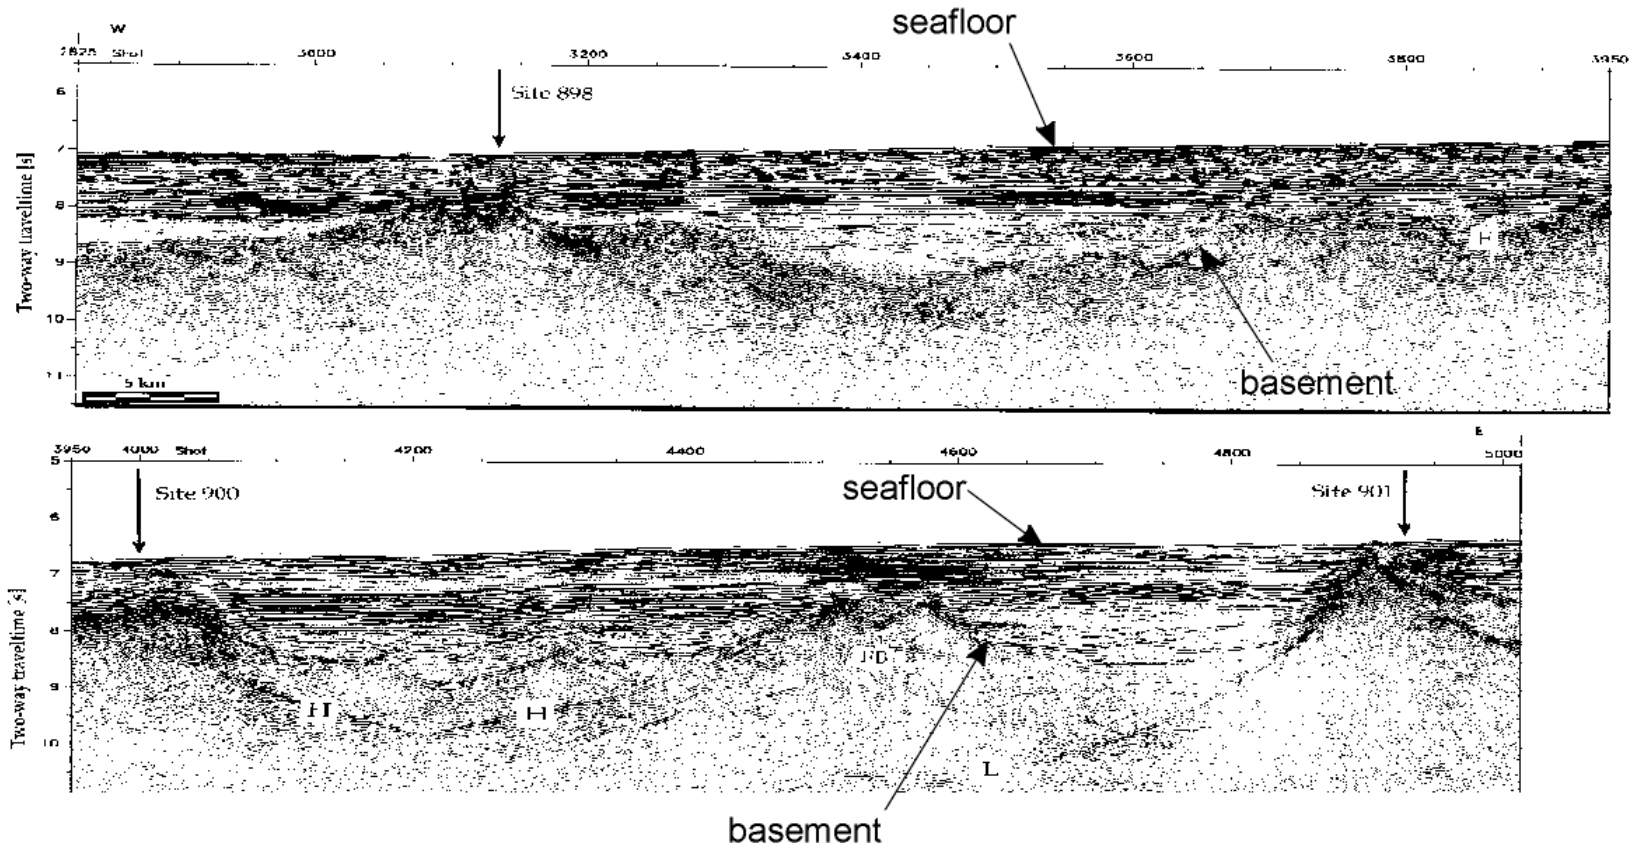 seafloor
W
2825 Shot 3000 3200 3400 3600 3800 3950
6
Site 898
7
8
H
9
10
basement
11
5 km
Two-way traveltime [s]
E
3950 4000 Shot 4200 4400 4600 4800 5000
5
seafloor
Site 900
Site 901
6
7
8
9
H
H
10
L
basement
Two-way traveltime [s]